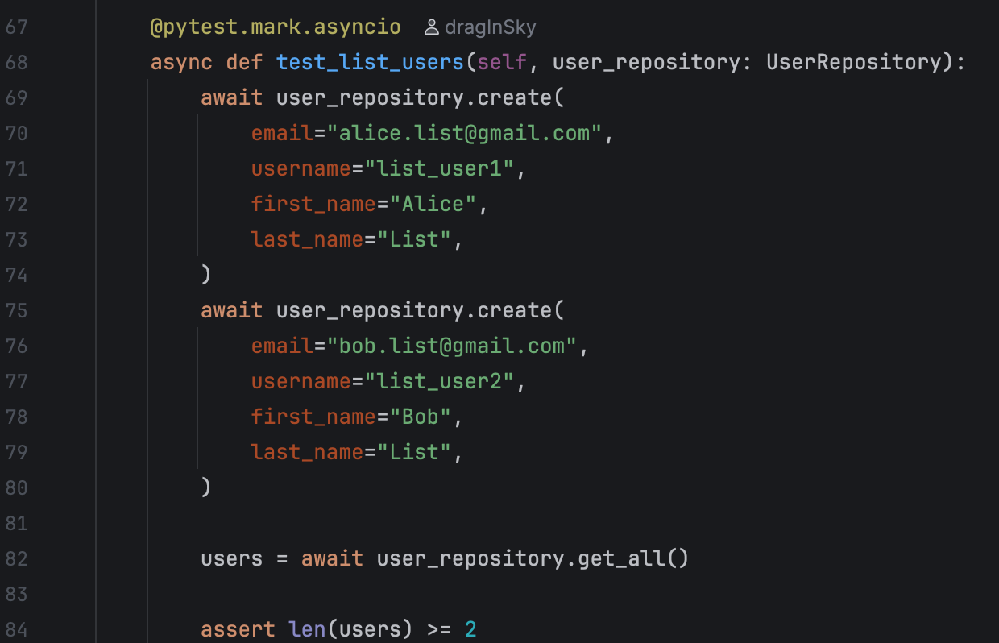 67 @pytest.mark.asyncio dragInSky
68 async def test_list_users(self, user_repository: UserRepository):
69 await user_repository.create(
70 email="alice.list@gmail.com",
71 username="list_user1",
72 first_name="Alice",
73 last_name="List",
74 )
75 await user_repository.create(
76 email="bob.list@gmail.com",
77 username="list_user2",
78 first_name="Bob",
79 last_name="List",
80 )
81
82 users = await user_repository.get_all()
83
84 assert len(users) >= 2